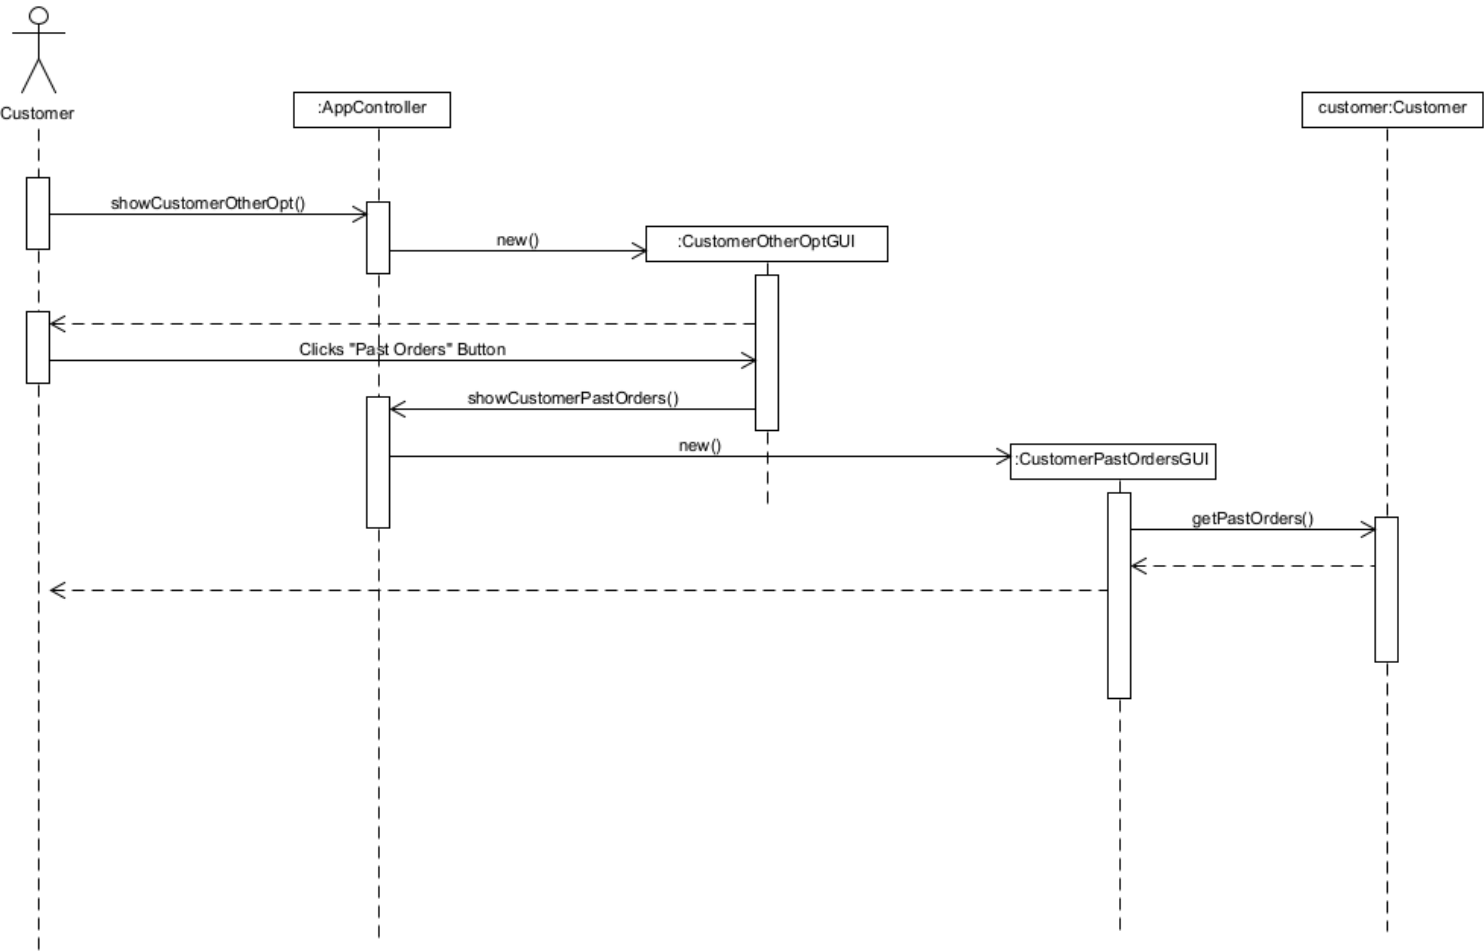 Customer
:AppController
customer:Customer
showCustomerOtherOpt()
new()
:CustomerOtherOptGUI
Clicks "Past Orders" Button
showCustomerPastOrders()
new()
:CustomerPastOrdersGUI
getPastOrders()